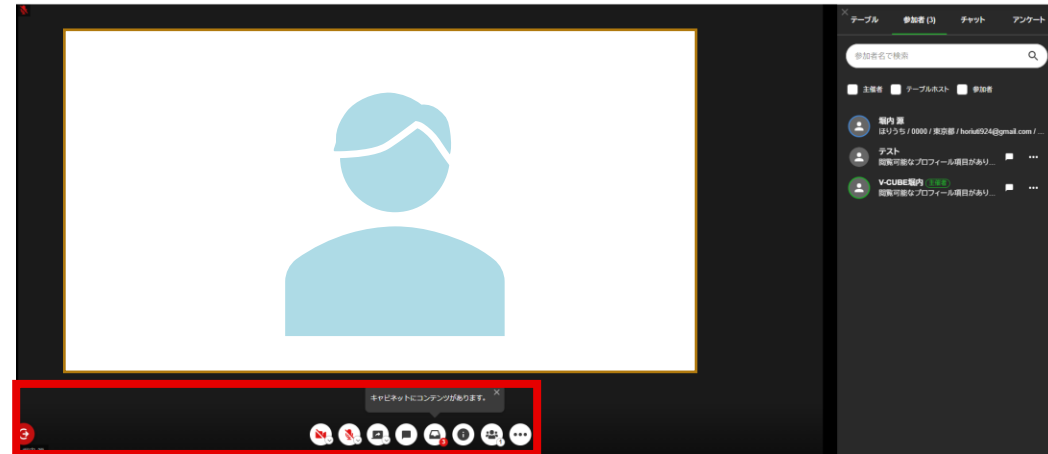 テーブル 参加者 (3) チャット アンケート
参加者名で検索
主催者 テーブルホスト 参加者
堀内 源
ほりうち / 0000 / 東京都 / horiuti924@gmail.com / ...
テスト
閲覧可能なプロフィール項目があり...
V-CUBE堀内 (主催者)
閲覧可能なプロフィール項目があり...
キャビネットにコンテンツがあります。
3
1